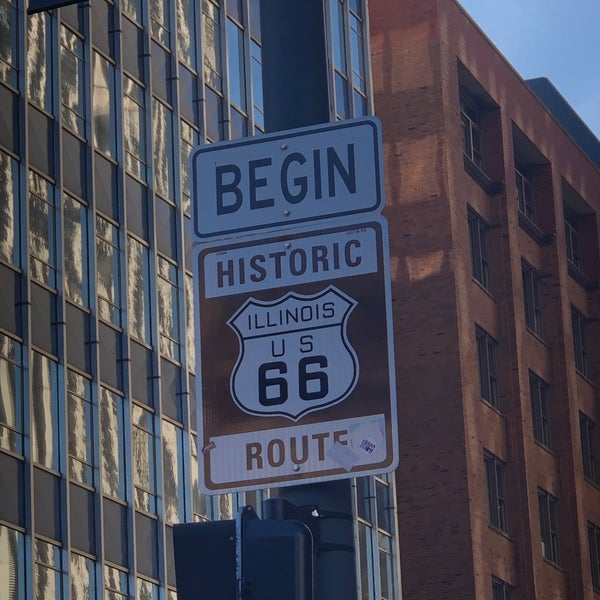 BEGIN
HISTORIC
ILLINOIS
U S
66
ROUTE